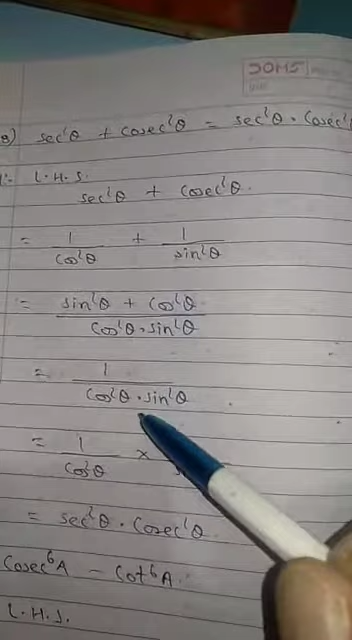 DOMS
8) sec²θ + cosec²θ = sec²θ · cosec²
L.H.S.
sec²θ + cosec²θ.
= 1/cos²θ + 1/sin²θ
= sin²θ + cos²θ / cos²θ · sin²θ
= 1 / cos²θ · sin²θ
= 1/cos²θ ×
= sec²θ · cosec²θ.
cosec⁶A - cot⁶A.
L.H.S.